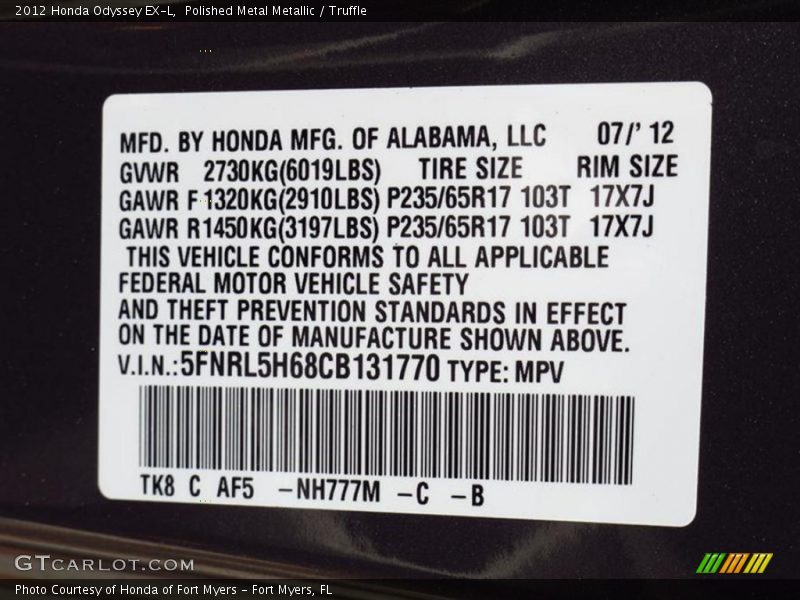 2012 Honda Odyssey EX-L,  Polished Metal Metallic / Truffle
MFD. BY HONDA MFG. OF ALABAMA, LLC 07/' 12
GVWR 2730KG(6019LBS) TIRE SIZE RIM SIZE
GAWR F 1320KG(2910LBS) P235/65R17 103T 17X7J
GAWR R1450KG(3197LBS) P235/65R17 103T 17X7J
THIS VEHICLE CONFORMS TO ALL APPLICABLE
FEDERAL MOTOR VEHICLE SAFETY
AND THEFT PREVENTION STANDARDS IN EFFECT
ON THE DATE OF MANUFACTURE SHOWN ABOVE.
V.I.N.:5FNRL5H68CB131770 TYPE: MPV
TK8 C AF5 -NH777M -C -B
GTCARLOT.COM
Photo Courtesy of Honda of Fort Myers - Fort Myers, FL